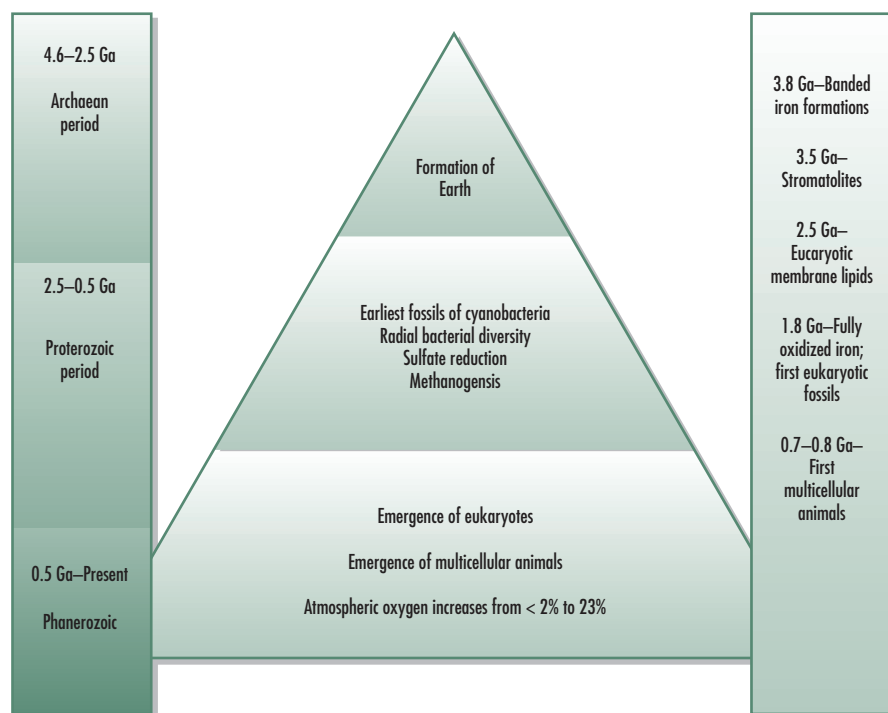 4.6–2.5 Ga
Archaean
period
2.5–0.5 Ga
Proterozoic
period
0.5 Ga–Present
Phanerozoic
Formation of
Earth
Earliest fossils of cyanobacteria
Radial bacterial diversity
Sulfate reduction
Methanogensis
Emergence of eukaryotes
Emergence of multicellular animals
Atmospheric oxygen increases from < 2% to 23%
3.8 Ga–Banded
iron formations
3.5 Ga–
Stromatolites
2.5 Ga–
Eucaryotic
membrane lipids
1.8 Ga–Fully
oxidized iron;
first eukaryotic
fossils
0.7–0.8 Ga–
First
multicellular
animals